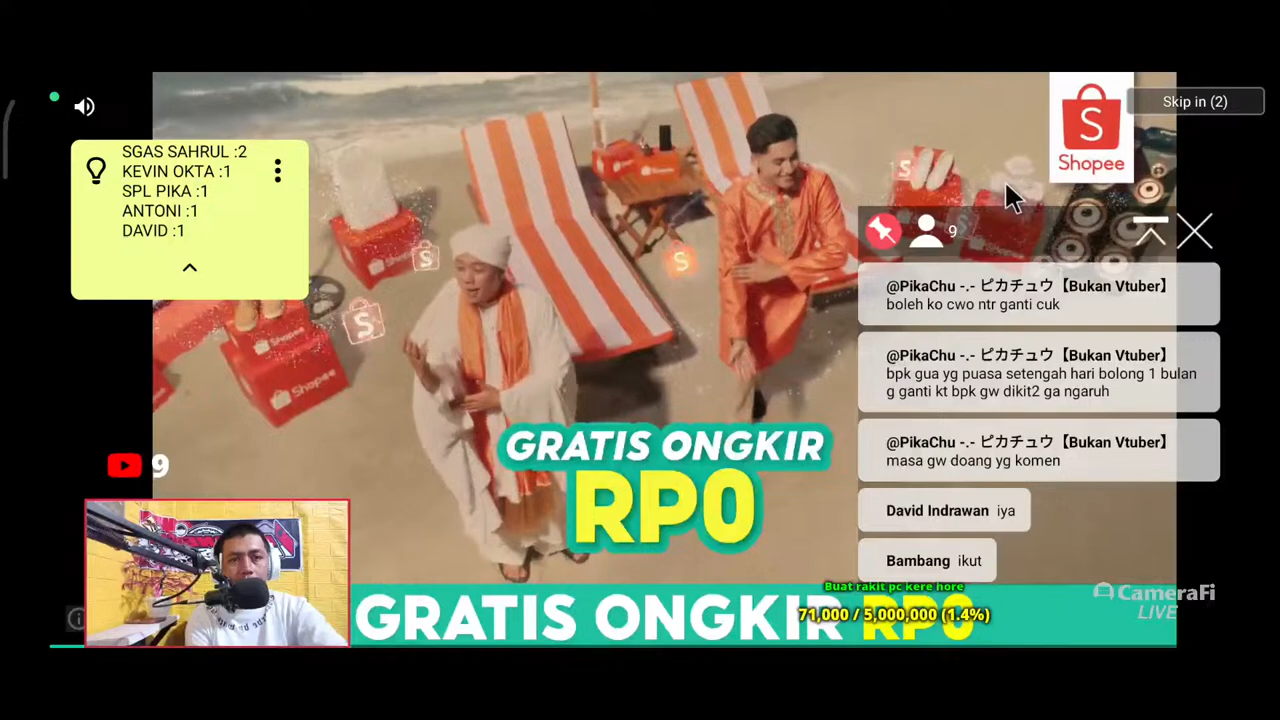 Skip in (2)
S
Shopee
SGAS SAHRUL :2
KEVIN OKTA :1
SPL PIKA :1
ANTONI :1
DAVID :1
9
@PikaChu -.- ピカチュウ【Bukan Vtuber】
boleh ko cwo ntr ganti cuk
@PikaChu -.- ピカチュウ【Bukan Vtuber】
bpk gua yg puasa setengah hari bolong 1 bulan
g ganti kt bpk gw dikit2 ga ngaruh
@PikaChu -.- ピカチュウ【Bukan Vtuber】
masa gw doang yg komen
David Indrawan iya
Bambang ikut
Shopee
Shopee
GRATIS ONGKIR
RP0
9
Buat rakit pc kere hore
71,000 / 5,000,000 (1.4%)
GRATIS ONGKIR RP0
CameraFi
LIVE